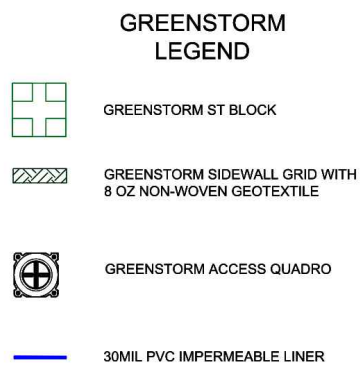 GREENSTORM
LEGEND
GREENSTORM ST BLOCK
GREENSTORM SIDEWALL GRID WITH
8 OZ NON-WOVEN GEOTEXTILE
GREENSTORM ACCESS QUADRO
30MIL PVC IMPERMEABLE LINER